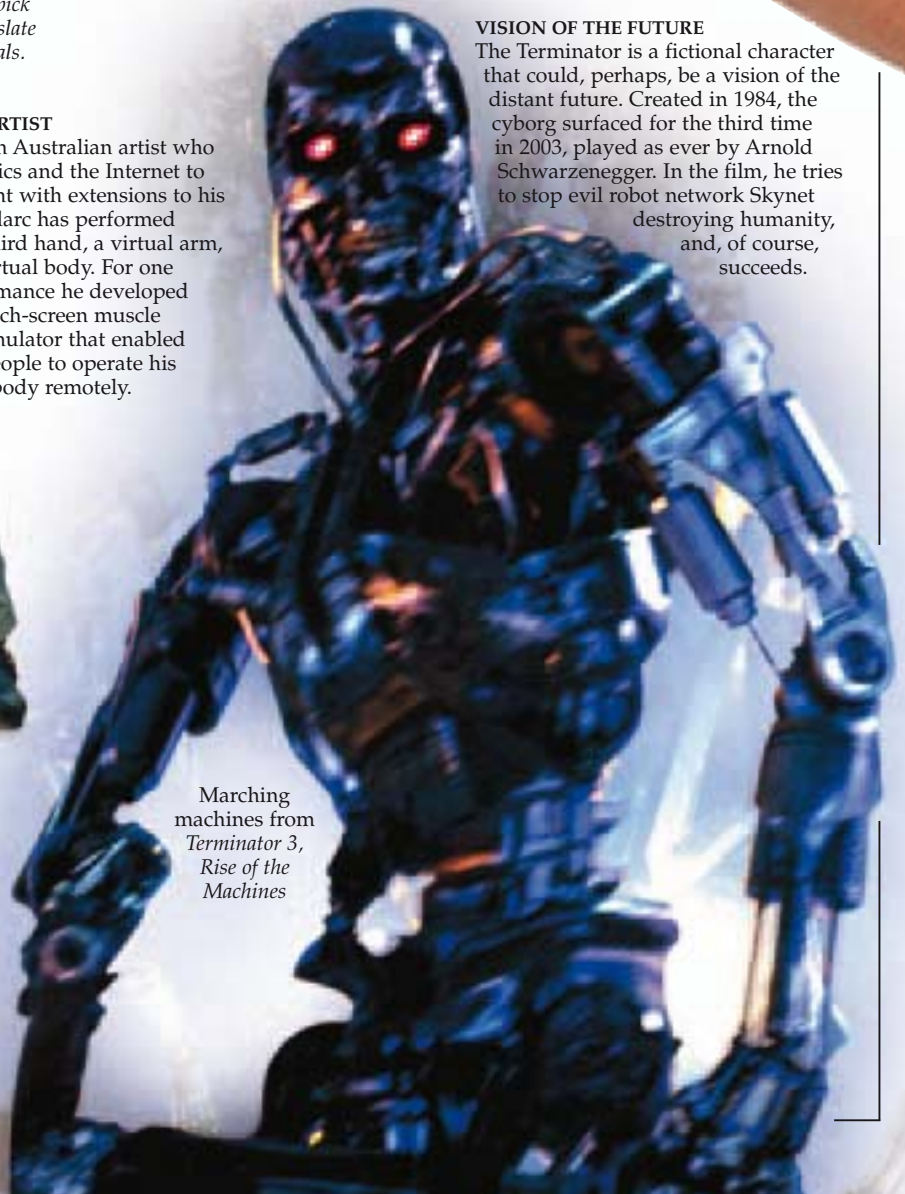 pick
slate
als.
RTIST
n Australian artist who
ics and the Internet to
nt with extensions to his
larc has performed
ird hand, a virtual arm,
rtual body. For one
mance he developed
ch-screen muscle
nulator that enabled
eople to operate his
body remotely.
VISION OF THE FUTURE
The Terminator is a fictional character
that could, perhaps, be a vision of the
distant future. Created in 1984, the
cyborg surfaced for the third time
in 2003, played as ever by Arnold
Schwarzenegger. In the film, he tries
to stop evil robot network Skynet
destroying humanity,
and, of course,
succeeds.
Marching
machines from
Terminator 3,
Rise of the
Machines